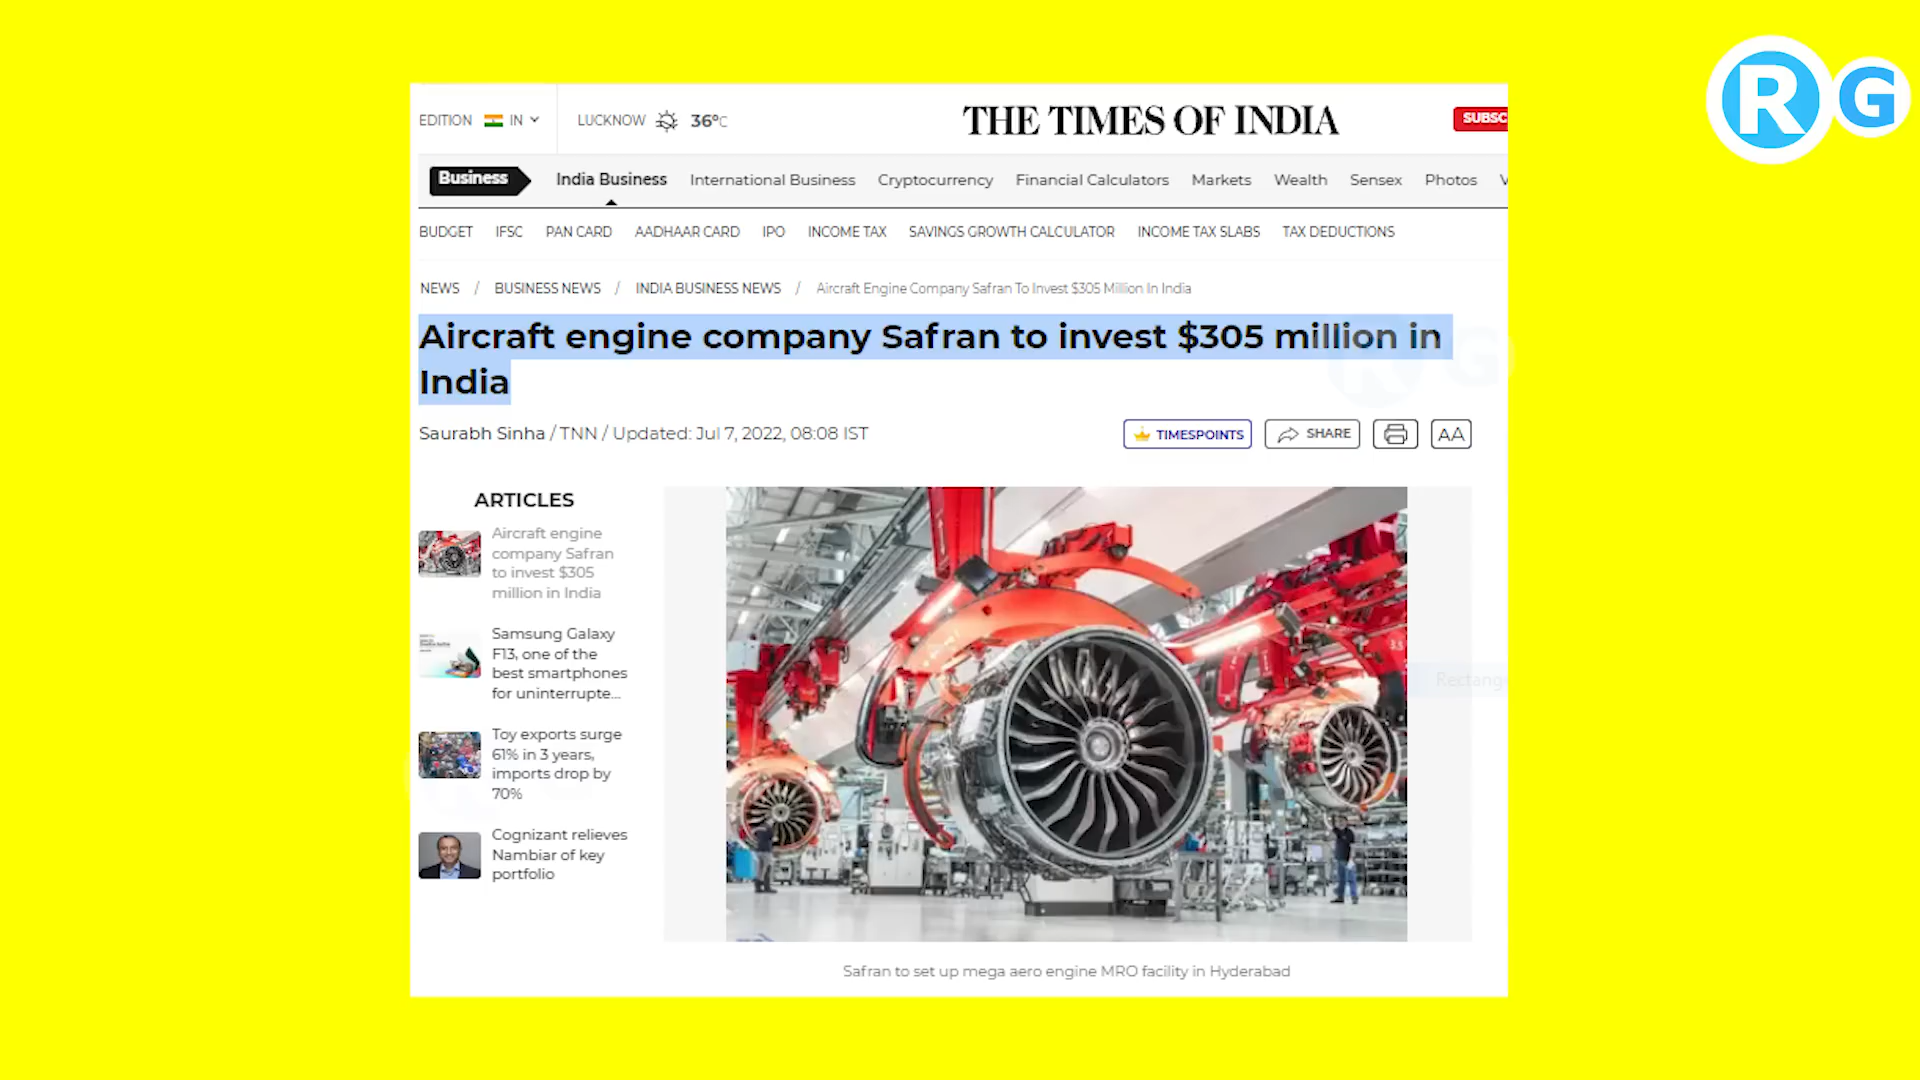 RG
EDITION IN
LUCKNOW 36°C
THE TIMES OF INDIA
SUBSC
Business India Business International Business Cryptocurrency Financial Calculators Markets Wealth Sensex Photos V
BUDGET IFSC PAN CARD AADHAAR CARD IPO INCOME TAX SAVINGS GROWTH CALCULATOR INCOME TAX SLABS TAX DEDUCTIONS
NEWS / BUSINESS NEWS / INDIA BUSINESS NEWS / Aircraft Engine Company Safran To Invest $305 Million In India
Aircraft engine company Safran to invest $305 million in
India
Saurabh Sinha / TNN / Updated: Jul 7, 2022, 08:08 IST
TIMESPOINTS SHARE AA
ARTICLES
Aircraft engine
company Safran
to invest $305
million in India
Samsung Galaxy
F13, one of the
best smartphones
for uninterrupte...
Toy exports surge
61% in 3 years,
imports drop by
70%
Cognizant relieves
Nambiar of key
portfolio
Rectang
Safran to set up mega aero engine MRO facility in Hyderabad